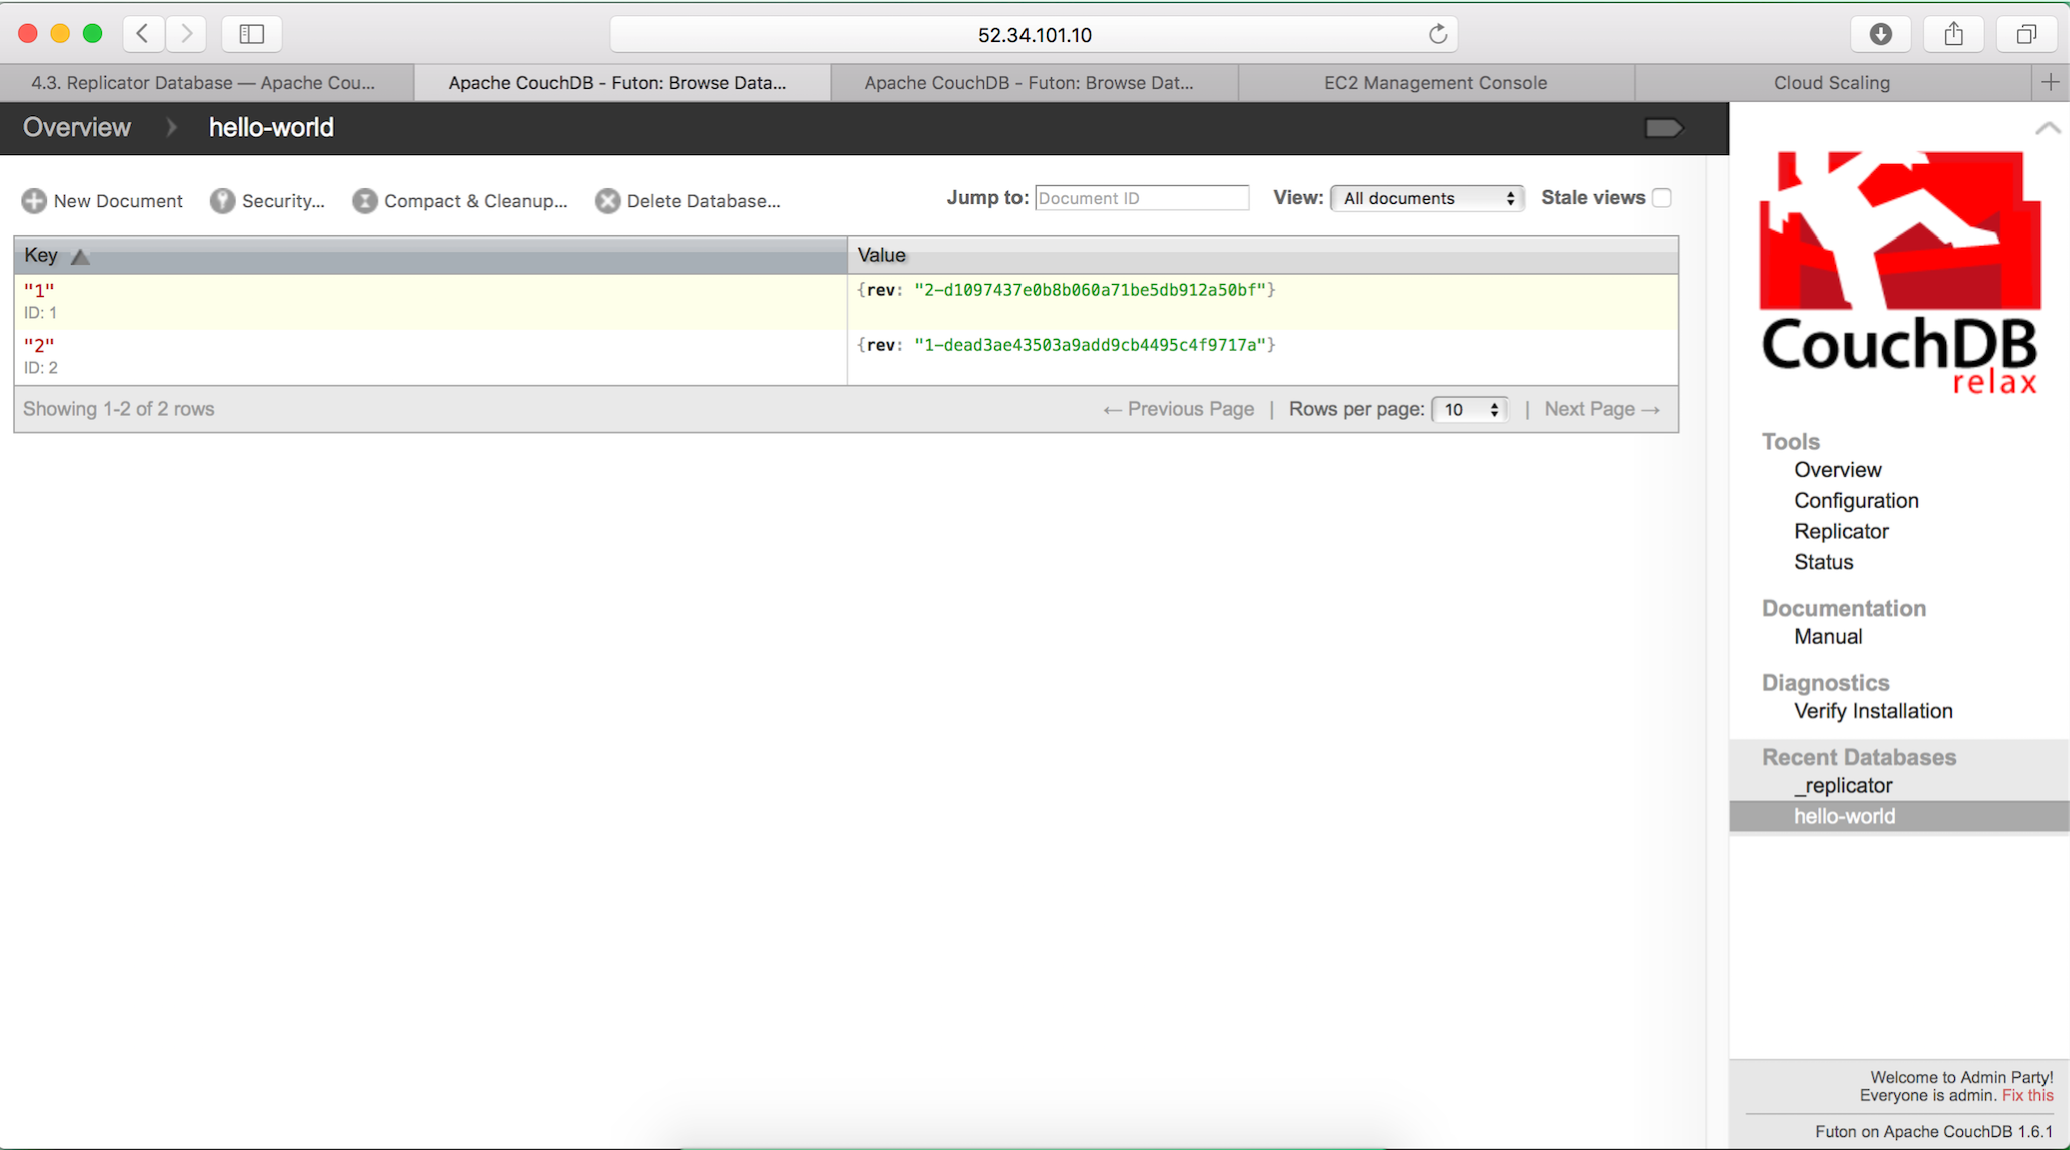 52.34.101.10
4.3. Replicator Database — Apache Cou...
Apache CouchDB - Futon: Browse Data...
Apache CouchDB - Futon: Browse Dat...
EC2 Management Console
Cloud Scaling
Overview
hello-world
New Document
Security...
Compact & Cleanup...
Delete Database...
Jump to: Document ID
View: All documents
Stale views
Key
Value
"1"
ID: 1
{rev: "2-d1097437e0b8b060a71be5db912a50bf"}
"2"
ID: 2
{rev: "1-dead3ae43503a9add9cb4495c4f9717a"}
Showing 1-2 of 2 rows
← Previous Page | Rows per page: 10 | Next Page →
CouchDB
relax
Tools
Overview
Configuration
Replicator
Status
Documentation
Manual
Diagnostics
Verify Installation
Recent Databases
_replicator
hello-world
Welcome to Admin Party!
Everyone is admin. Fix this
Futon on Apache CouchDB 1.6.1